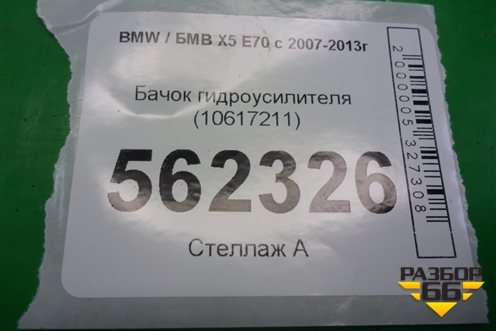 BMW / БМВ X5 E70 с 2007-2013г
Бачок гидроусилителя
(10617211)
562326
Стеллаж А
2000005327308
РАЗБОР
66